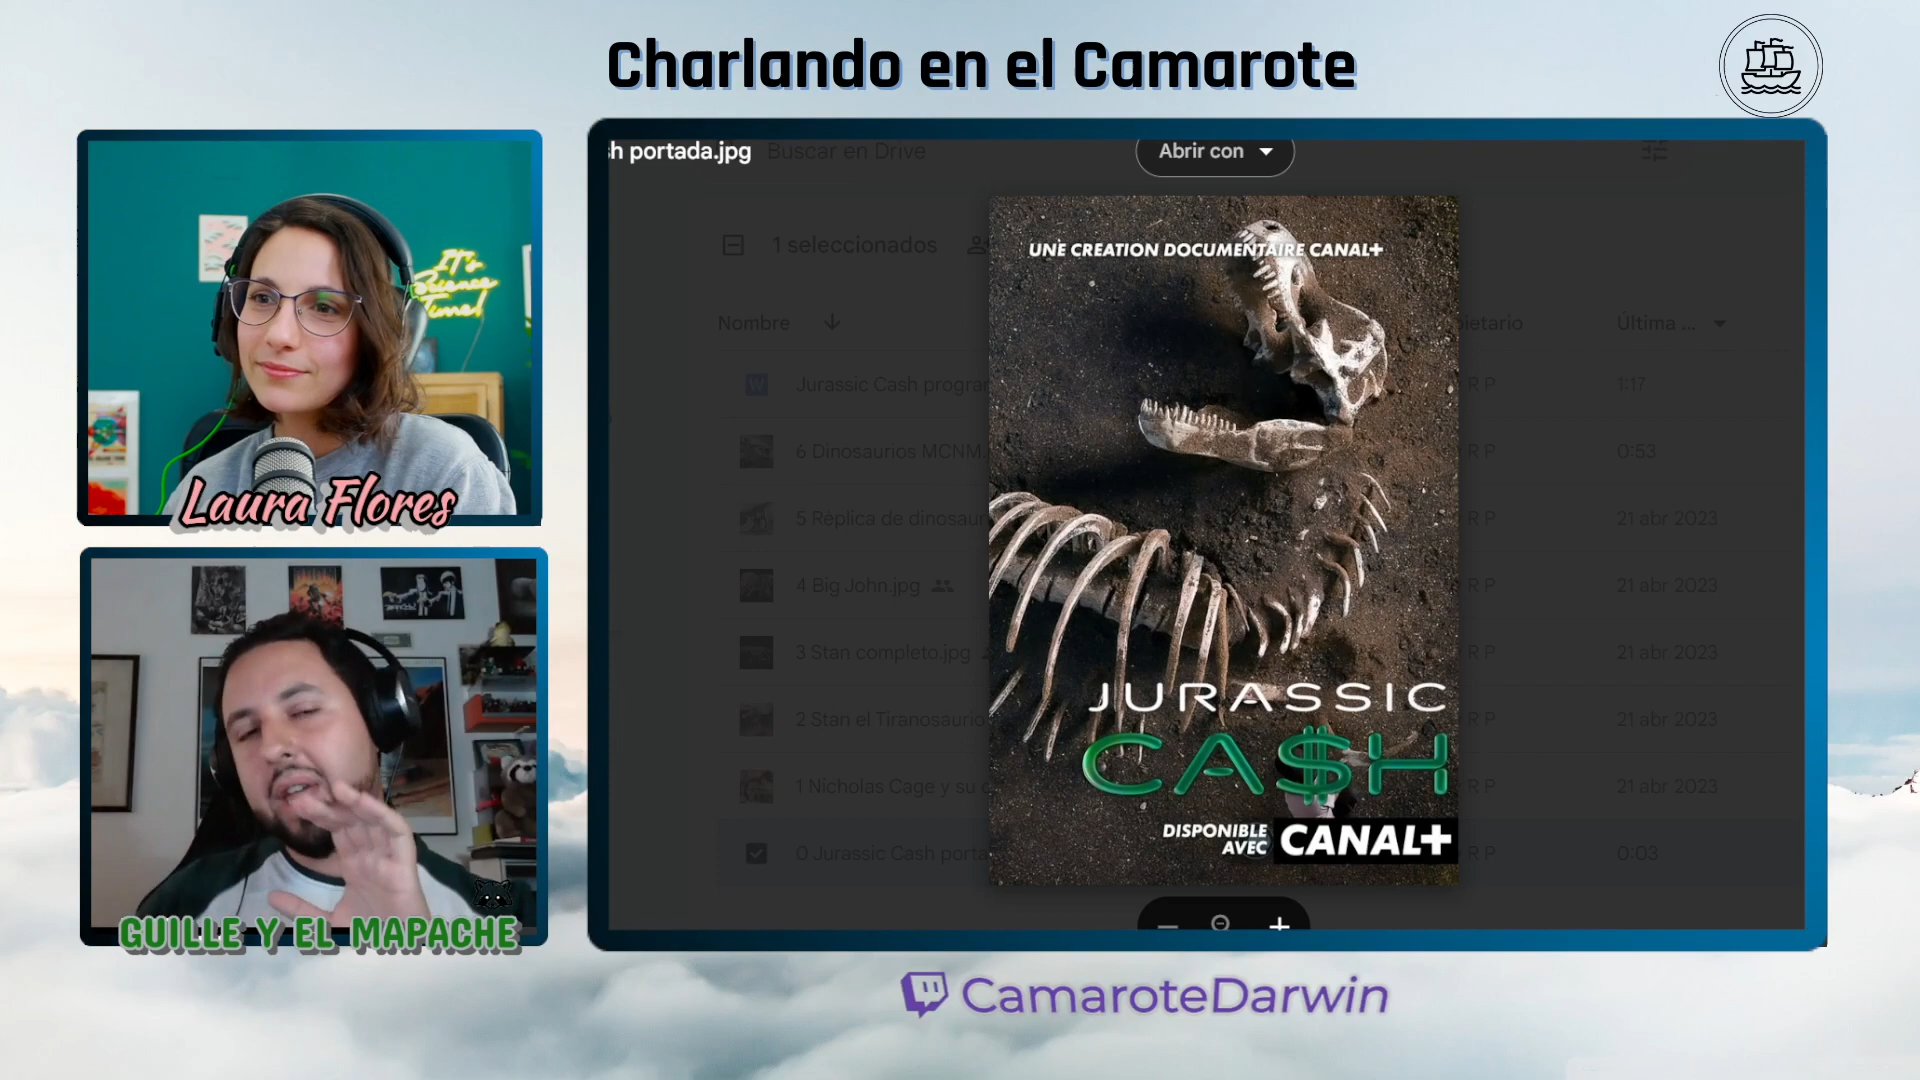 Charlando en el Camarote
It's
Science
Time!
Laura Flores
GUILLE Y EL MAPACHE
h portada.jpg
Buscar en Drive
Abrir con
1 seleccionados
Nombre
Última ...
Jurassic Cash progra
R P
1:17
6 Dinosaurios MCNM.
R P
0:53
5 Réplica de dinosaur
R P
21 abr 2023
4 Big John.jpg
R P
21 abr 2023
3 Stan completo.jpg
R P
21 abr 2023
2 Stan el Tiranosaurio
R P
21 abr 2023
1 Nicholas Cage y su
R P
21 abr 2023
0 Jurassic Cash porta
R P
0:03
UNE CREATION DOCUMENTAIRE CANAL+
JURASSIC
CA$H
DISPONIBLE
AVEC
CANAL+
CamaroteDarwin